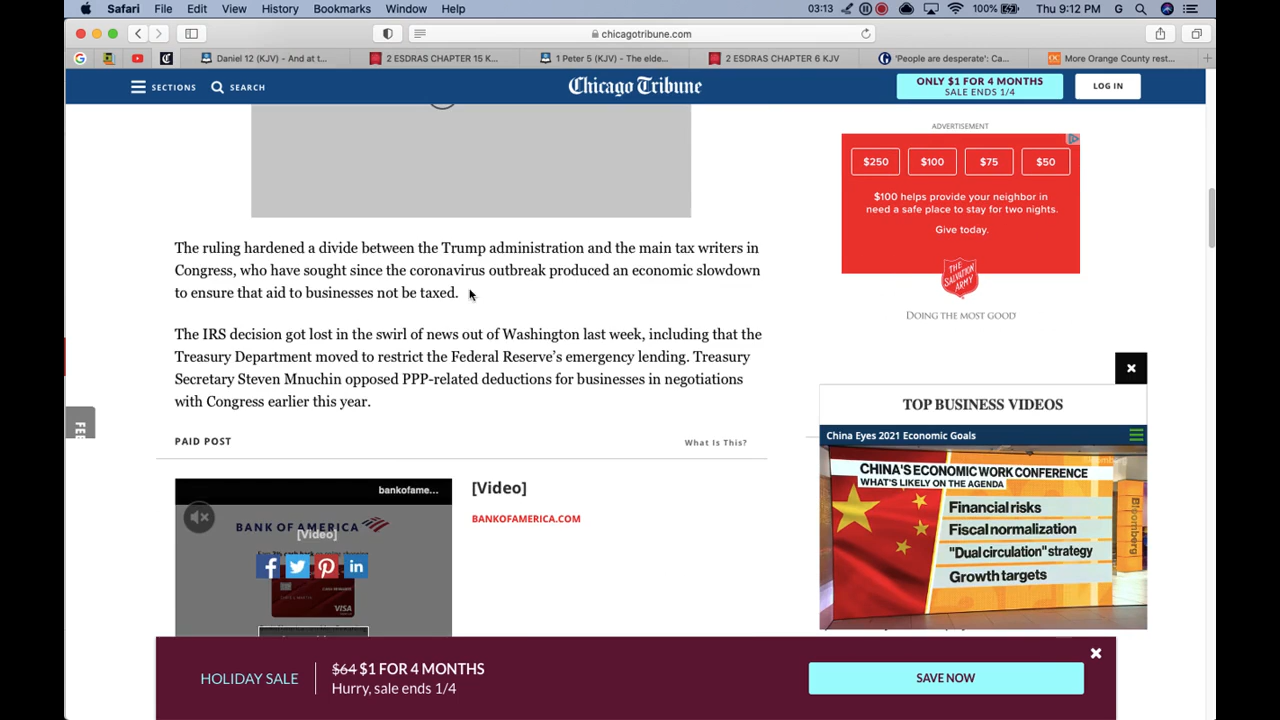 Safari File Edit View History Bookmarks Window Help 03:13 100% Thu 9:12 PM G
chicagotribune.com
Daniel 12 (KJV) - And at t... 2 ESDRAS CHAPTER 15 K... 1 Peter 5 (KJV) - The elde... 2 ESDRAS CHAPTER 6 KJV 'People are desperate': Ca... More Orange County rest...
SECTIONS SEARCH Chicago Tribune ONLY $1 FOR 4 MONTHS
SALE ENDS 1/4
LOG IN
ADVERTISEMENT
$250 $100 $75 $50
$100 helps provide your neighbor in
need a safe place to stay for two nights.
Give today.
THE
SALVATION
ARMY
DOING THE MOST GOOD®
The ruling hardened a divide between the Trump administration and the main tax writers in
Congress, who have sought since the coronavirus outbreak produced an economic slowdown
to ensure that aid to businesses not be taxed.
The IRS decision got lost in the swirl of news out of Washington last week, including that the
Treasury Department moved to restrict the Federal Reserve's emergency lending. Treasury
Secretary Steven Mnuchin opposed PPP-related deductions for businesses in negotiations
with Congress earlier this year.
PAID POST What Is This?
bankofame...
BANK OF AMERICA
[Video]
VISA
[Video]
BANKOFAMERICA.COM
FEE
TOP BUSINESS VIDEOS
China Eyes 2021 Economic Goals
CHINA'S ECONOMIC WORK CONFERENCE
WHAT'S LIKELY ON THE AGENDA
Financial risks
Fiscal normalization
"Dual circulation" strategy
Growth targets
Bloomberg
HOLIDAY SALE
$64 $1 FOR 4 MONTHS
Hurry, sale ends 1/4
SAVE NOW